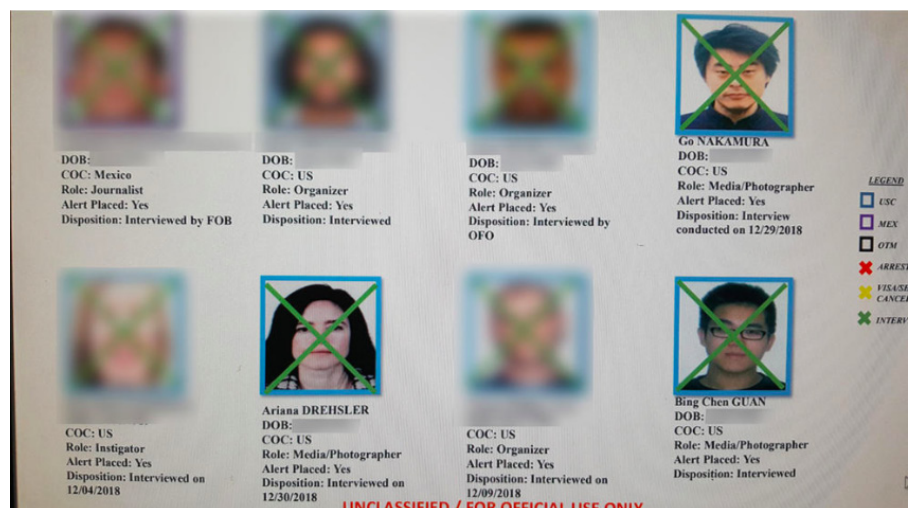 DOB:
COC: Mexico
Role: Journalist
Alert Placed: Yes
Disposition: Interviewed by FOB
DOB:
COC: US
Role: Organizer
Alert Placed: Yes
Disposition: Interviewed
DOB:
COC: US
Role: Organizer
Alert Placed: Yes
Disposition: Interviewed by
OFO
Go NAKAMURA
DOB:
COC: US
Role: Media/Photographer
Alert Placed: Yes
Disposition: Interview
conducted on 12/29/2018
LEGEND
USC
MEX
OTM
ARREST
VISA/SE
CANCEL
INTERV
COC: US
Role: Instigator
Alert Placed: Yes
Disposition: Interviewed on
12/04/2018
Ariana DREHSLER
DOB:
COC: US
Role: Media/Photographer
Alert Placed: Yes
Disposition: Interviewed on
12/30/2018
COC: US
Role: Organizer
Alert Placed: Yes
Disposition: Interviewed on
12/09/2018
Bing Chen GUAN
DOB:
COC: US
Role: Media/Photographer
Alert Placed: Yes
Disposition: Interviewed
UNCLASSIFIED / FOR OFFICIAL USE ONLY